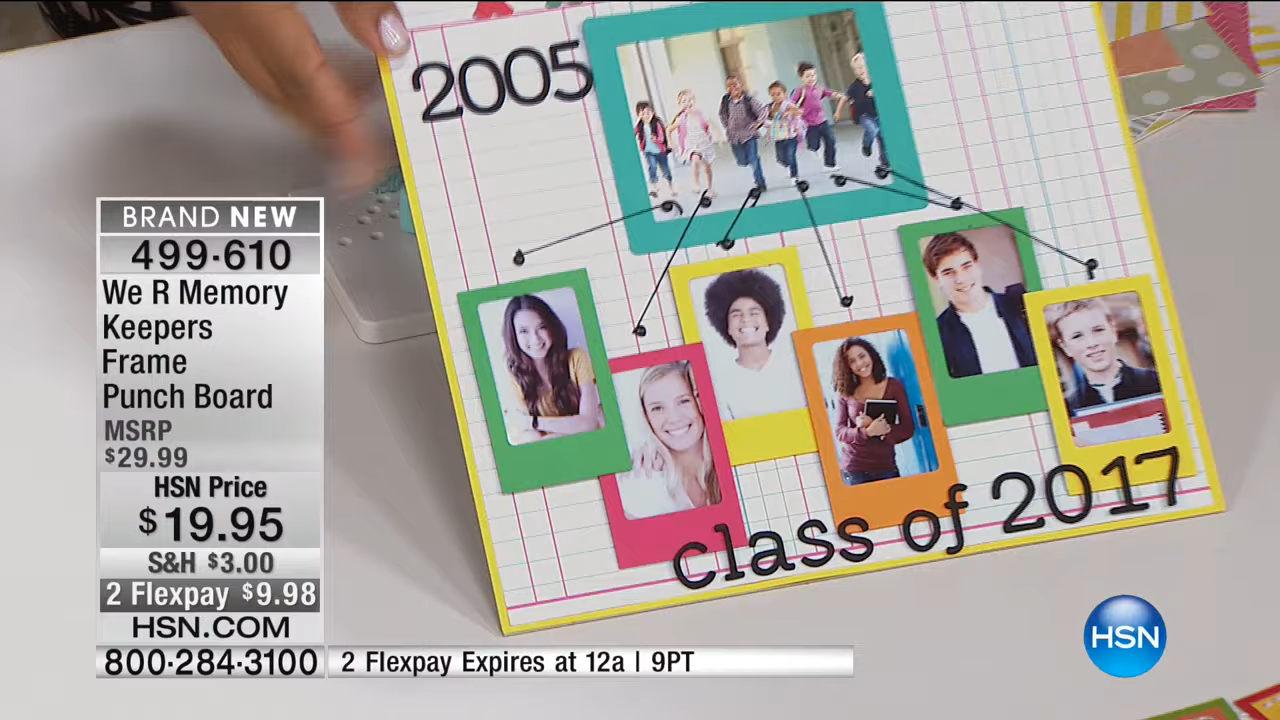 2005
class of 2017
BRAND NEW
499·610
We R Memory
Keepers
Frame
Punch Board
MSRP
$29.99
HSN Price
$19.95
S&H $3.00
2 Flexpay $9.98
HSN.COM
800·284·3100
2 Flexpay Expires at 12a | 9PT
HSN